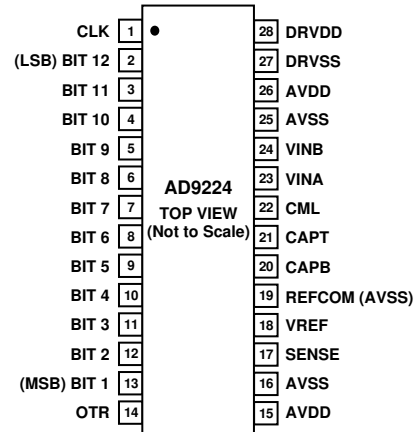 CLK 1 28 DRVDD
(LSB) BIT 12 2 27 DRVSS
BIT 11 3 26 AVDD
BIT 10 4 25 AVSS
BIT 9 5 24 VINB
BIT 8 6 23 VINA
BIT 7 7 22 CML
BIT 6 8 21 CAPT
BIT 5 9 20 CAPB
BIT 4 10 19 REFCOM (AVSS)
BIT 3 11 18 VREF
BIT 2 12 17 SENSE
(MSB) BIT 1 13 16 AVSS
OTR 14 15 AVDD
AD9224
TOP VIEW
(Not to Scale)